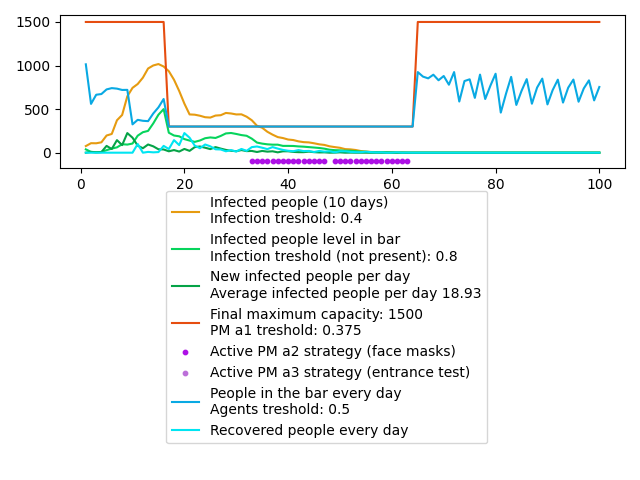 1500
1000
500
0
0 20 40 60 80 100
Infected people (10 days)
Infection treshold: 0.4
Infected people level in bar
Infection treshold (not present): 0.8
New infected people per day
Average infected people per day 18.93
Final maximum capacity: 1500
PM a1 treshold: 0.375
Active PM a2 strategy (face masks)
Active PM a3 strategy (entrance test)
People in the bar every day
Agents treshold: 0.5
Recovered people every day